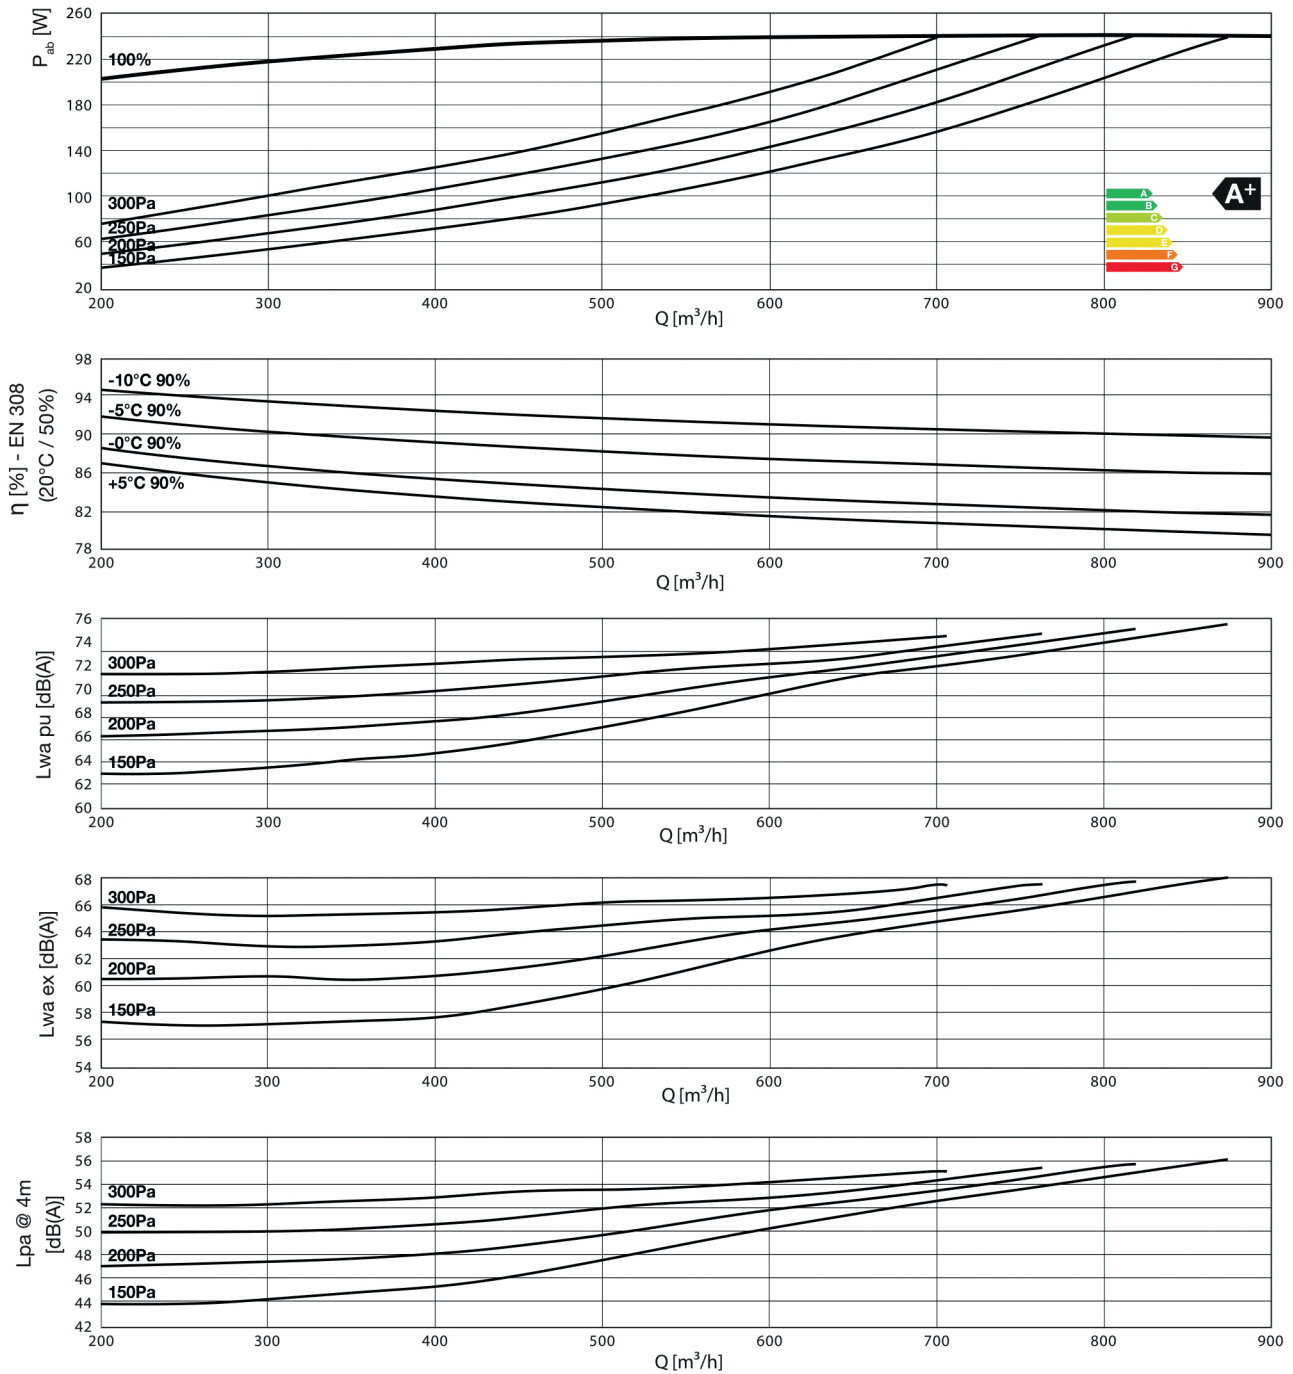 260
220
180
140
100
60
20
P_ab [W]
100%
300Pa
250Pa
200Pa
150Pa
A
B
C
D
E
F
G
A+
200 300 400 500 600 700 800 900
Q [m³/h]
98
94
90
86
82
78
η [%] - EN 308
(20°C / 50%)
-10°C 90%
-5°C 90%
-0°C 90%
+5°C 90%
200 300 400 500 600 700 800 900
Q [m³/h]
76
74
72
70
68
66
64
62
60
Lwa pu [dB(A)]
300Pa
250Pa
200Pa
150Pa
200 300 400 500 600 700 800 900
Q [m³/h]
68
66
64
62
60
58
56
54
Lwa ex [dB(A)]
300Pa
250Pa
200Pa
150Pa
200 300 400 500 600 700 800 900
Q [m³/h]
58
56
54
52
50
48
46
44
42
Lpa @ 4m
[dB(A)]
300Pa
250Pa
200Pa
150Pa
200 300 400 500 600 700 800 900
Q [m³/h]